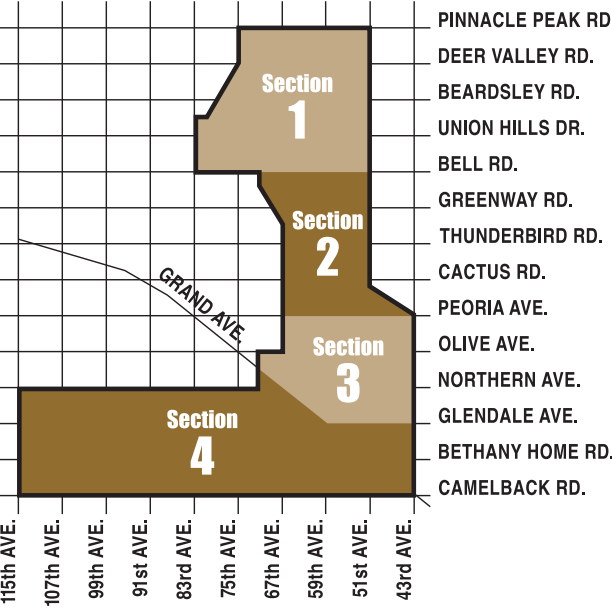 PINNACLE PEAK RD
DEER VALLEY RD.
BEARDSLEY RD.
UNION HILLS DR.
BELL RD.
GREENWAY RD.
THUNDERBIRD RD.
CACTUS RD.
PEORIA AVE.
OLIVE AVE.
NORTHERN AVE.
GLENDALE AVE.
BETHANY HOME RD.
CAMELBACK RD.
Section
1
Section
2
GRAND AVE.
Section
3
Section
4
115th AVE.
107th AVE.
99th AVE.
91st AVE.
83rd AVE.
75th AVE.
67th AVE.
59th AVE.
51st AVE.
43rd AVE.